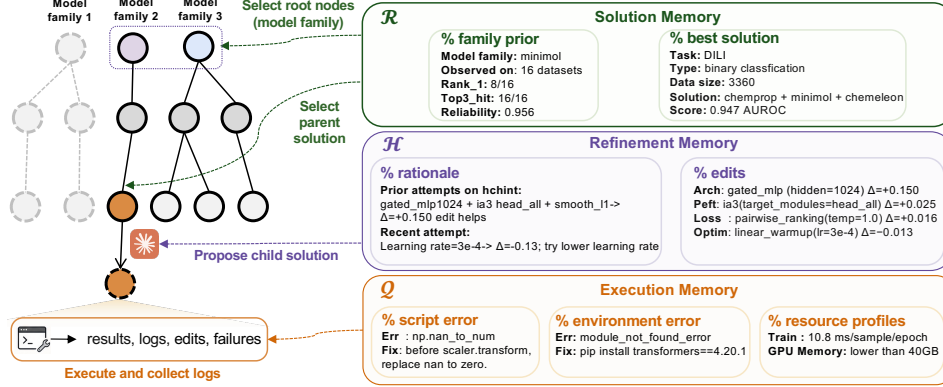 Model
family 1
Model
family 2
Model
family 3
Select root nodes
(model family)
Select
parent
solution
Propose child solution
results, logs, edits, failures
Execute and collect logs
ℛ
Solution Memory
% family prior
Model family: minimol
Observed on: 16 datasets
Rank_1: 8/16
Top3_hit: 16/16
Reliability: 0.956
% best solution
Task: DILI
Type: binary classfication
Data size: 3360
Solution: chemprop + minimol + chemeleon
Score: 0.947 AUROC
ℋ
Refinement Memory
% rationale
Prior attempts on hchint:
gated_mlp1024 + ia3 head_all + smooth_l1->
Δ=+0.150 edit helps
Recent attempt:
Learning rate=3e-4-> Δ=-0.13; try lower learning rate
% edits
Arch: gated_mlp (hidden=1024) Δ=+0.150
Peft: ia3(target_modules=head_all) Δ=+0.025
Loss : pairwise_ranking(temp=1.0) Δ=+0.016
Optim: linear_warmup(lr=3e-4) Δ=−0.013
𝒬
Execution Memory
% script error
Err : np.nan_to_num
Fix: before scaler.transform,
replace nan to zero.
% environment error
Err: module_not_found_error
Fix: pip install transformers==4.20.1
% resource profiles
Train : 10.8 ms/sample/epoch
GPU Memory: lower than 40GB